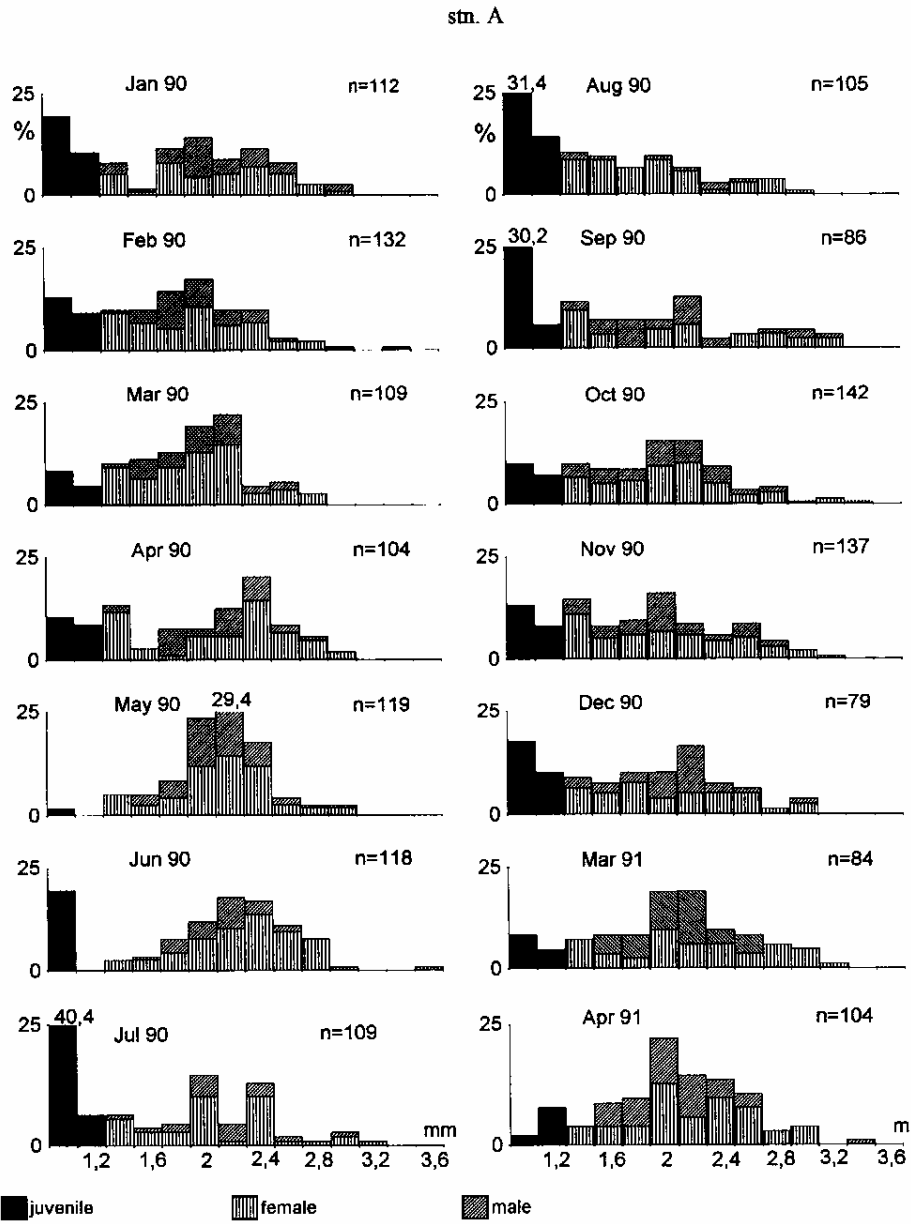 stn. A
Jan 90 n=112
25
%
0
Feb 90 n=132
25
0
Mar 90 n=109
25
0
Apr 90 n=104
25
0
May 90 29,4 n=119
25
0
Jun 90 n=118
25
0
40,4
25 Jul 90 n=109
0 mm
1,2 1,6 2 2,4 2,8 3,2 3,6
31,4
25 Aug 90 n=105
%
0
30,2
25 Sep 90 n=86
0
Oct 90 n=142
25
0
Nov 90 n=137
25
0
Dec 90 n=79
25
0
Mar 91 n=84
25
0
Apr 91 n=104
25
0 m
1,2 1,6 2 2,4 2,8 3,2 3,6
juvenile female male